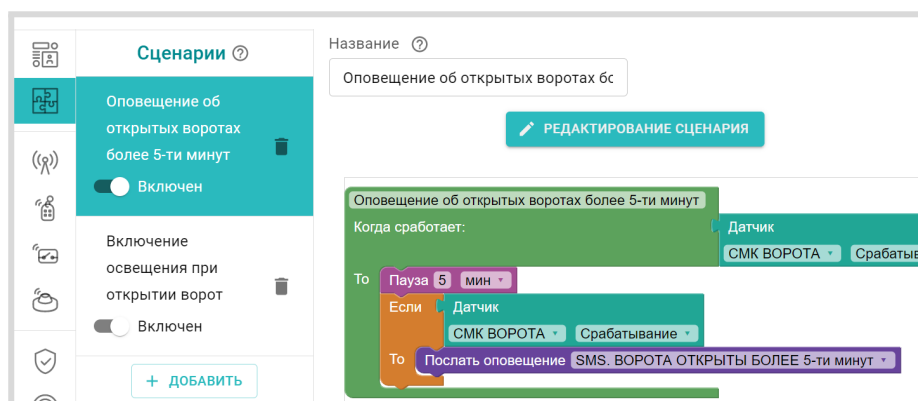 Сценарии
Оповещение об
открытых воротах
более 5-ти минут
Включен
Включение
освещения при
открытии ворот
Включен
+ ДОБАВИТЬ
Название
Оповещение об открытых воротах бо
РЕДАКТИРОВАНИЕ СЦЕНАРИЯ
Оповещение об открытых воротах более 5-ти минут
Когда сработает:
Датчик
СМК ВОРОТА Срабатыв
То Пауза 5 мин
Если Датчик
СМК ВОРОТА Срабатывание
То Послать оповещение SMS. ВОРОТА ОТКРЫТЫ БОЛЕЕ 5-ти минут